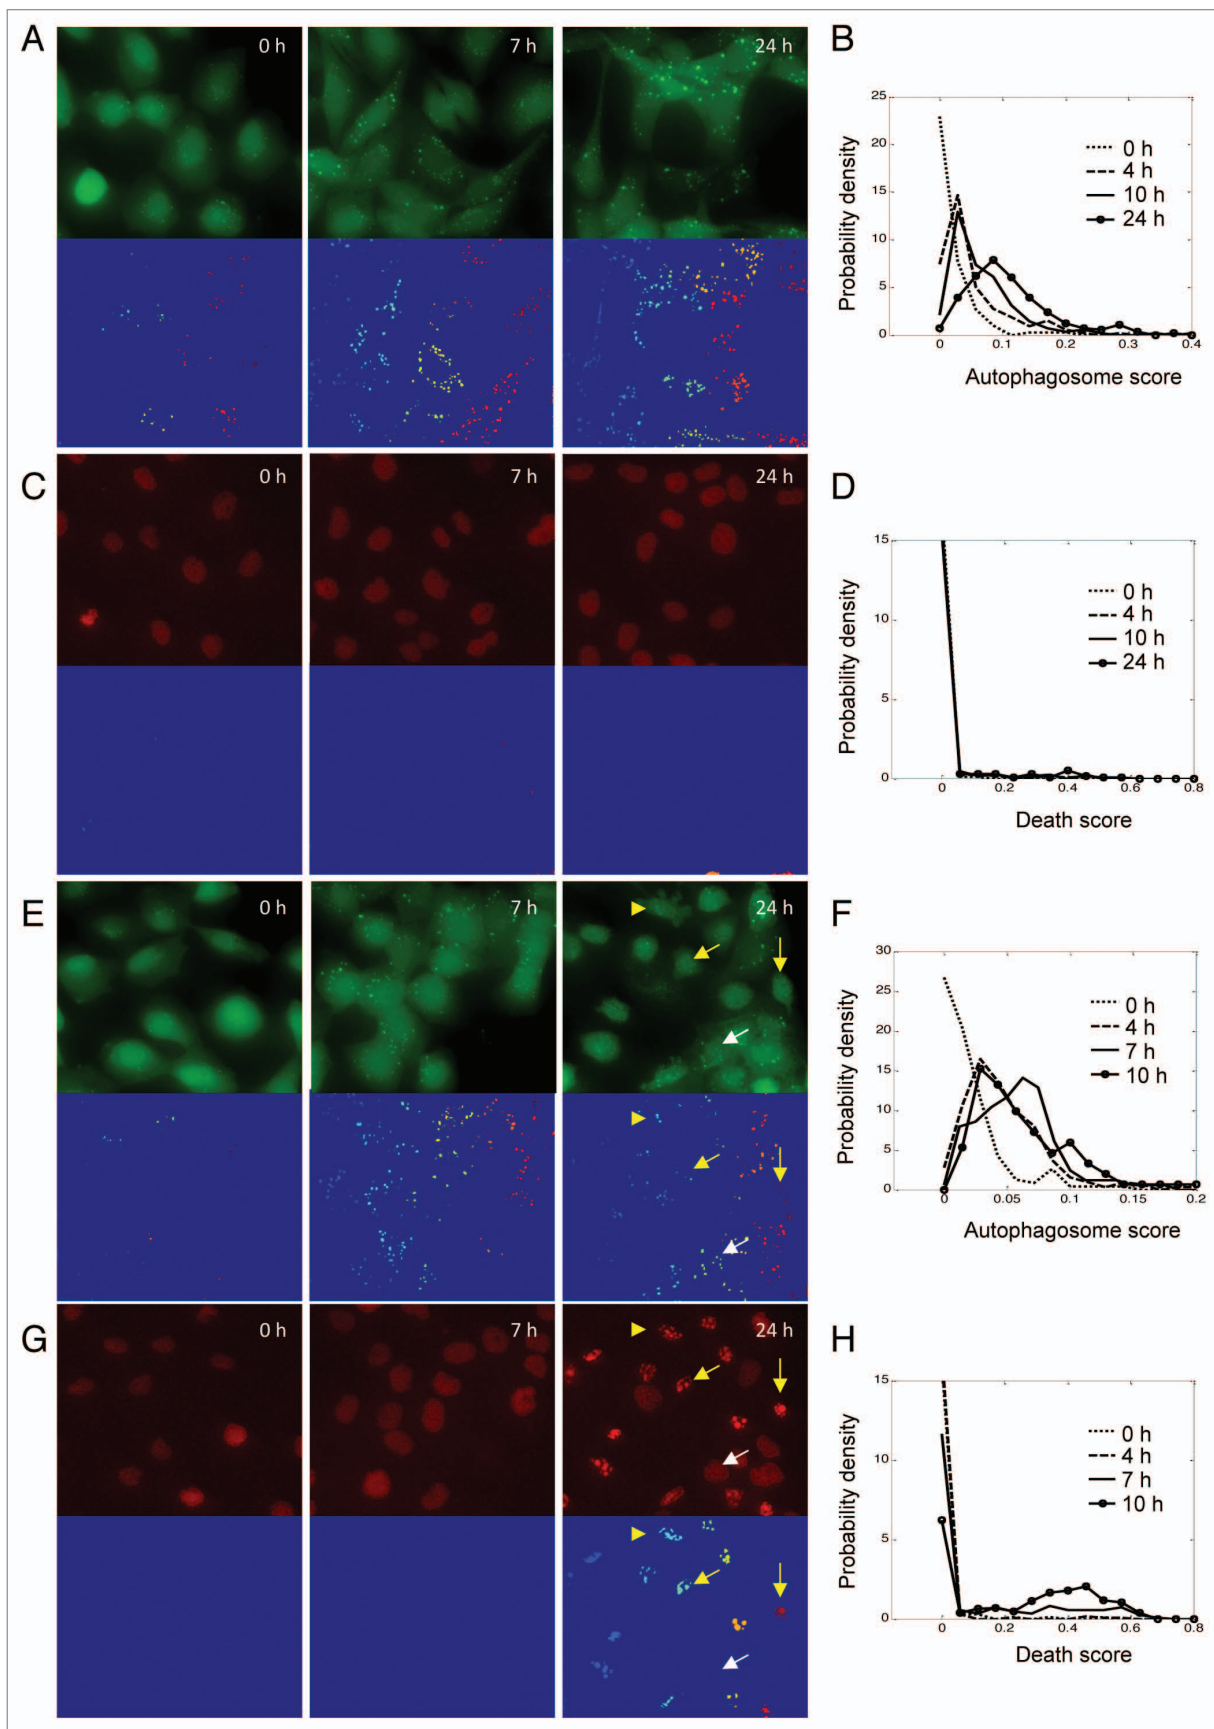 A
0 h
7 h
24 h
B
25
20
15
10
5
0
Probability density
0 h
4 h
10 h
24 h
0
0.1
0.2
0.3
0.4
Autophagosome score
C
0 h
7 h
24 h
D
15
10
5
0
Probability density
0 h
4 h
10 h
24 h
0
0.2
0.4
0.6
0.8
Death score
E
0 h
7 h
24 h
F
30
25
20
15
10
5
0
Probability density
0 h
4 h
7 h
10 h
0
0.05
0.1
0.15
0.2
Autophagosome score
G
0 h
7 h
24 h
H
15
10
5
0
Probability density
0 h
4 h
7 h
10 h
0
0.2
0.4
0.6
0.8
Death score